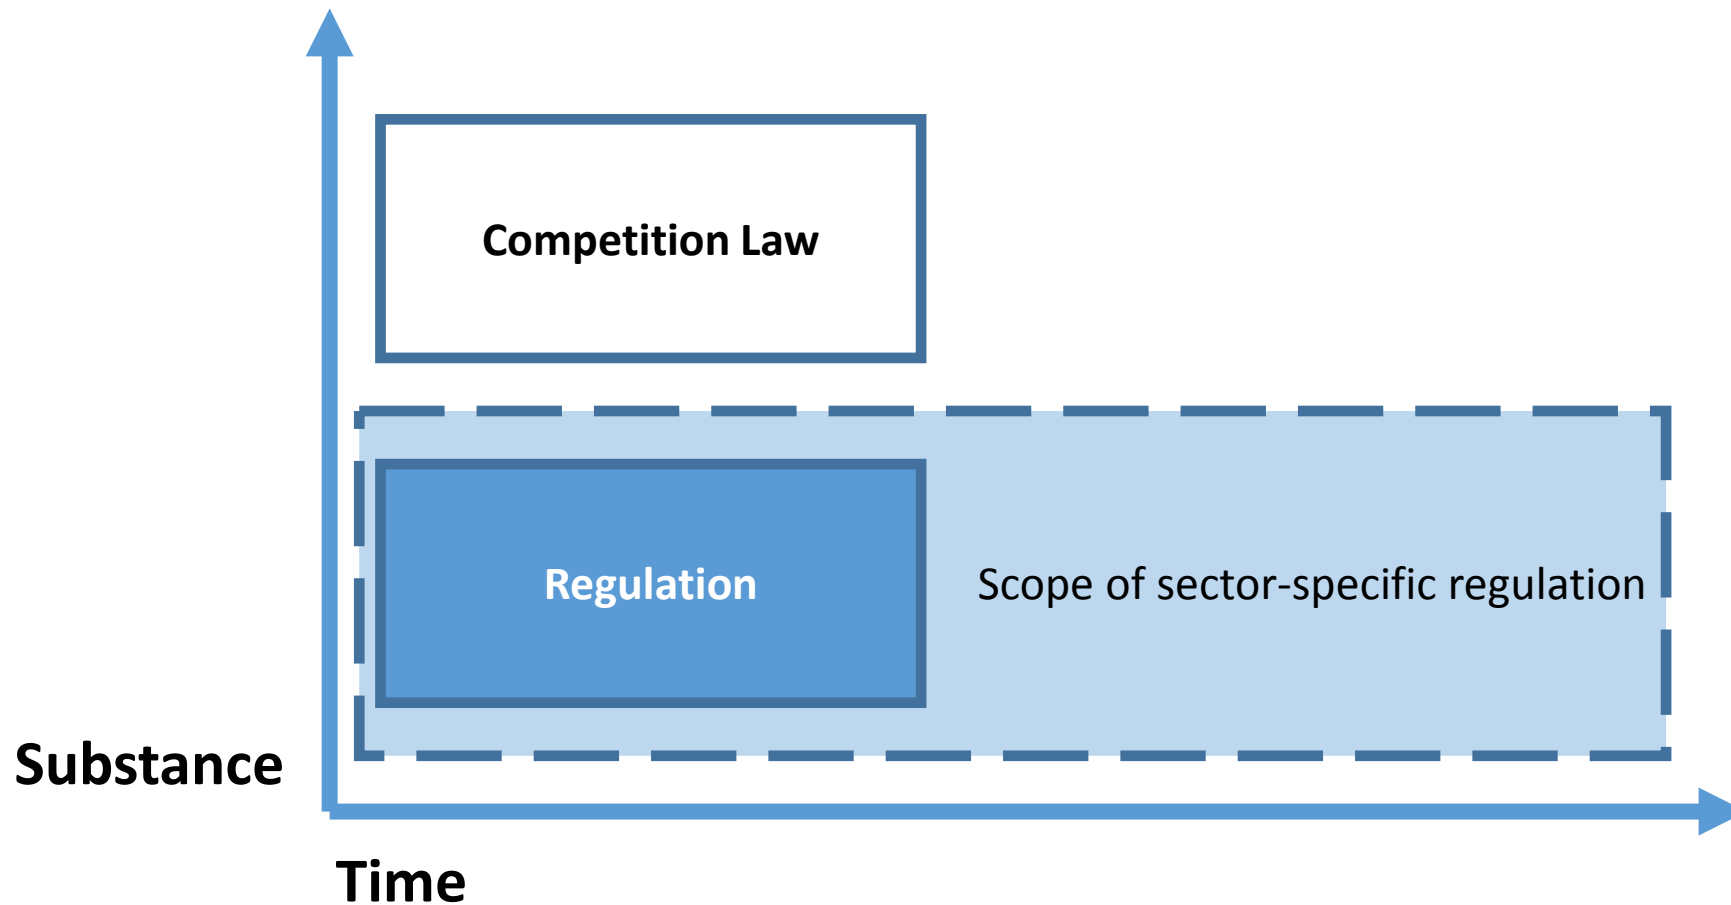 Competition Law
Regulation
Scope of sector-specific regulation
Substance
Time